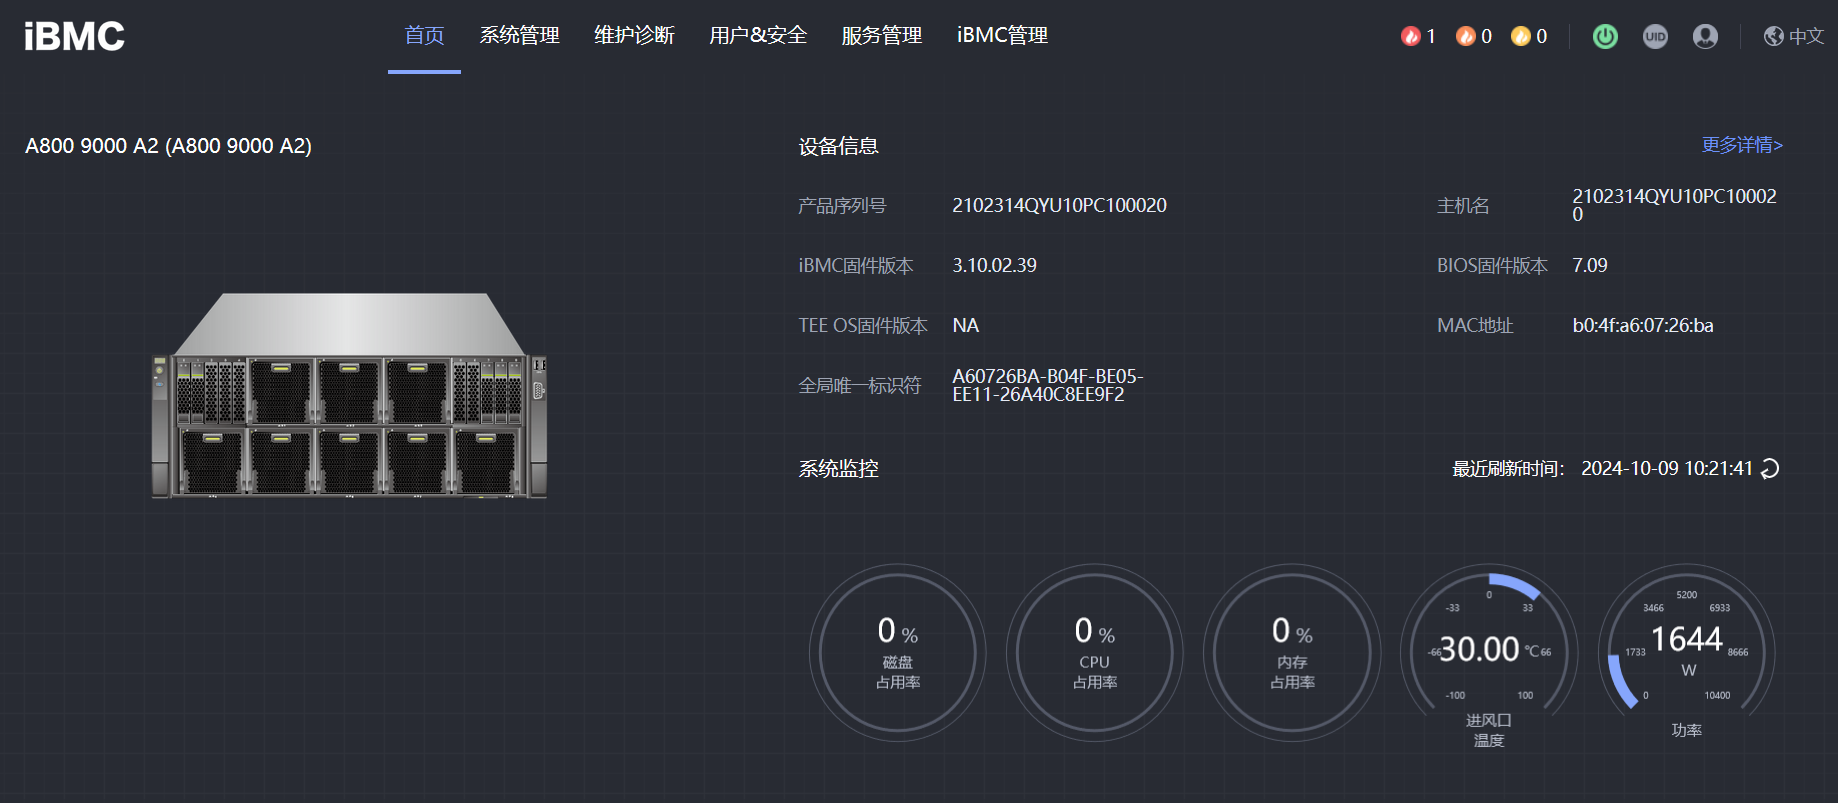 iBMC
首页 系统管理 维护诊断 用户&安全 服务管理 iBMC管理
1 0 0 UID 中文
A800 9000 A2 (A800 9000 A2)
设备信息 更多详情>
产品序列号 2102314QYU10PC100020
主机名 2102314QYU10PC10002
0
iBMC固件版本 3.10.02.39
BIOS固件版本 7.09
TEE OS固件版本 NA
MAC地址 b0:4f:a6:07:26:ba
全局唯一标识符 A60726BA-B04F-BE05-
EE11-26A40C8EE9F2
系统监控 最近刷新时间： 2024-10-09 10:21:41
0 %
磁盘
占用率
0 %
CPU
占用率
0 %
内存
占用率
0
-33 33
-66 30.00 ℃ 66
-100 100
进风口
温度
5200
3466 6933
1733 1644 8666
W
0 10400
功率